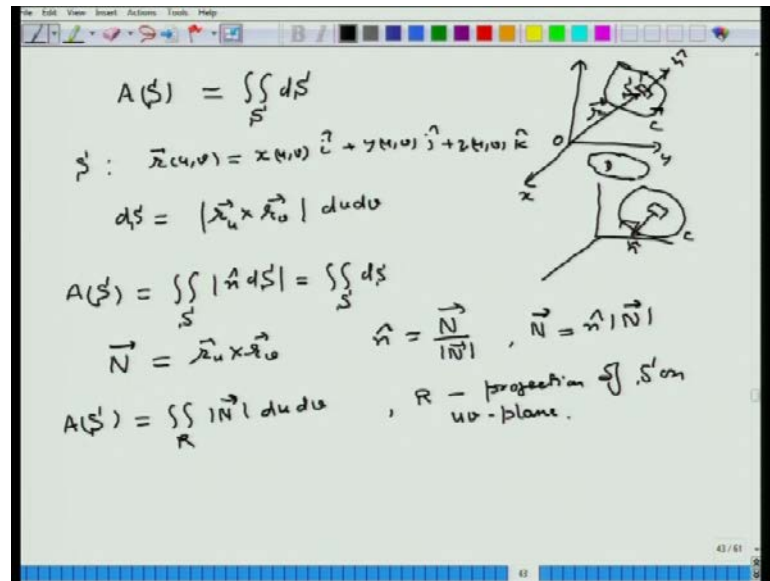 File Edit View Insert Actions Tools Help
A(S) = ∬_S dS
S : r⃗(u,v) = x(u,v) î + y(u,v) ĵ + z(u,v) k̂
dS = |r⃗_u × r⃗_v| du dv
A(S) = ∬_S |n̂ dS| = ∬_S dS
N⃗ = r⃗_u × r⃗_v    n̂ = N⃗/|N⃗| , N⃗ = n̂ |N⃗|
A(S) = ∬_R |N⃗| du dv , R - projection of S on
uv-plane.
n̂
S
r⃗
C
O
y
D
x
n̂
C
43/61
63